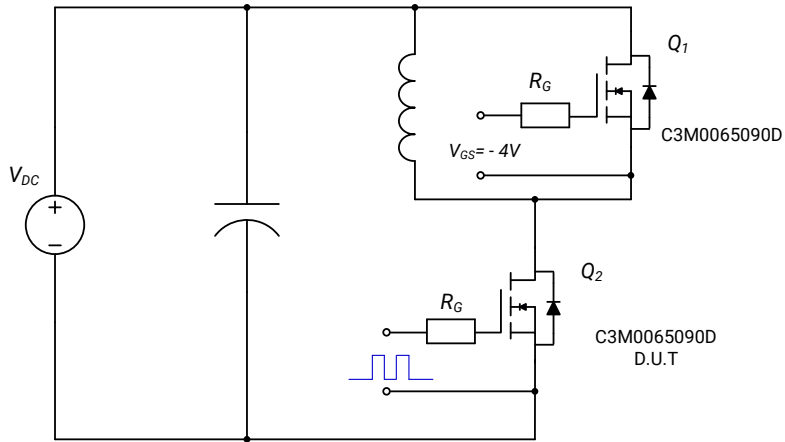 Q1
RG
C3M0065090D
VGS= - 4V
VDC
+
−
Q2
RG
C3M0065090D
D.U.T